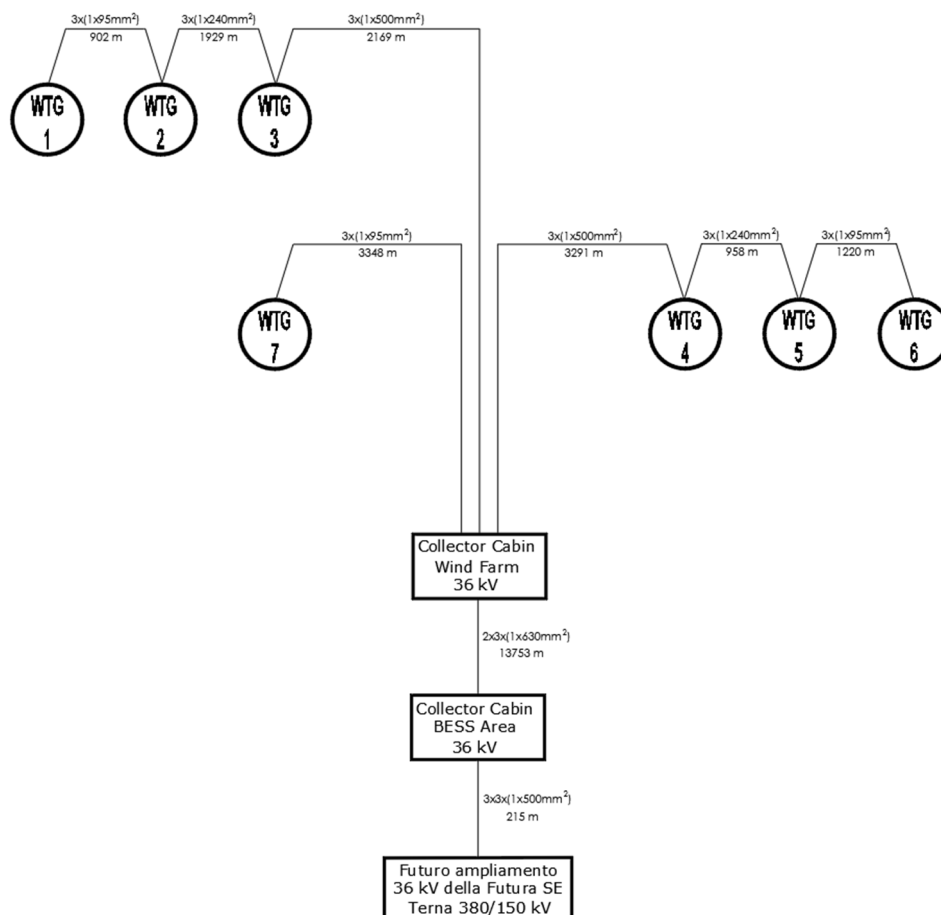 3x(1x95mm²)
902 m
3x(1x240mm²)
1929 m
3x(1x500mm²)
2169 m
WTG
1
WTG
2
WTG
3
3x(1x95mm²)
3348 m
3x(1x500mm²)
3291 m
3x(1x240mm²)
958 m
3x(1x95mm²)
1220 m
WTG
7
WTG
4
WTG
5
WTG
6
Collector Cabin
Wind Farm
36 kV
2x3x(1x630mm²)
13753 m
Collector Cabin
BESS Area
36 kV
3x3x(1x500mm²)
215 m
Futuro ampliamento
36 kV della Futura SE
Terna 380/150 kV